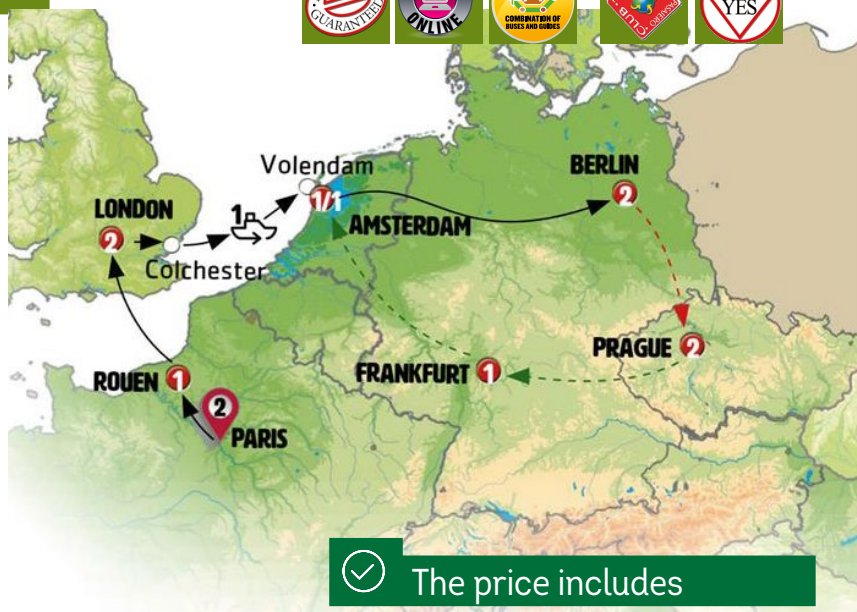 GUARANTEED
ONLINE
COMBINATION OF
BUSES AND GUIDES
CLUB
YES
Volendam
BERLIN
2
1/1
LONDON
1
AMSTERDAM
2
Colchester
PRAGUE 2
ROUEN 1
FRANKFURT 1
2
PARIS
The price includes